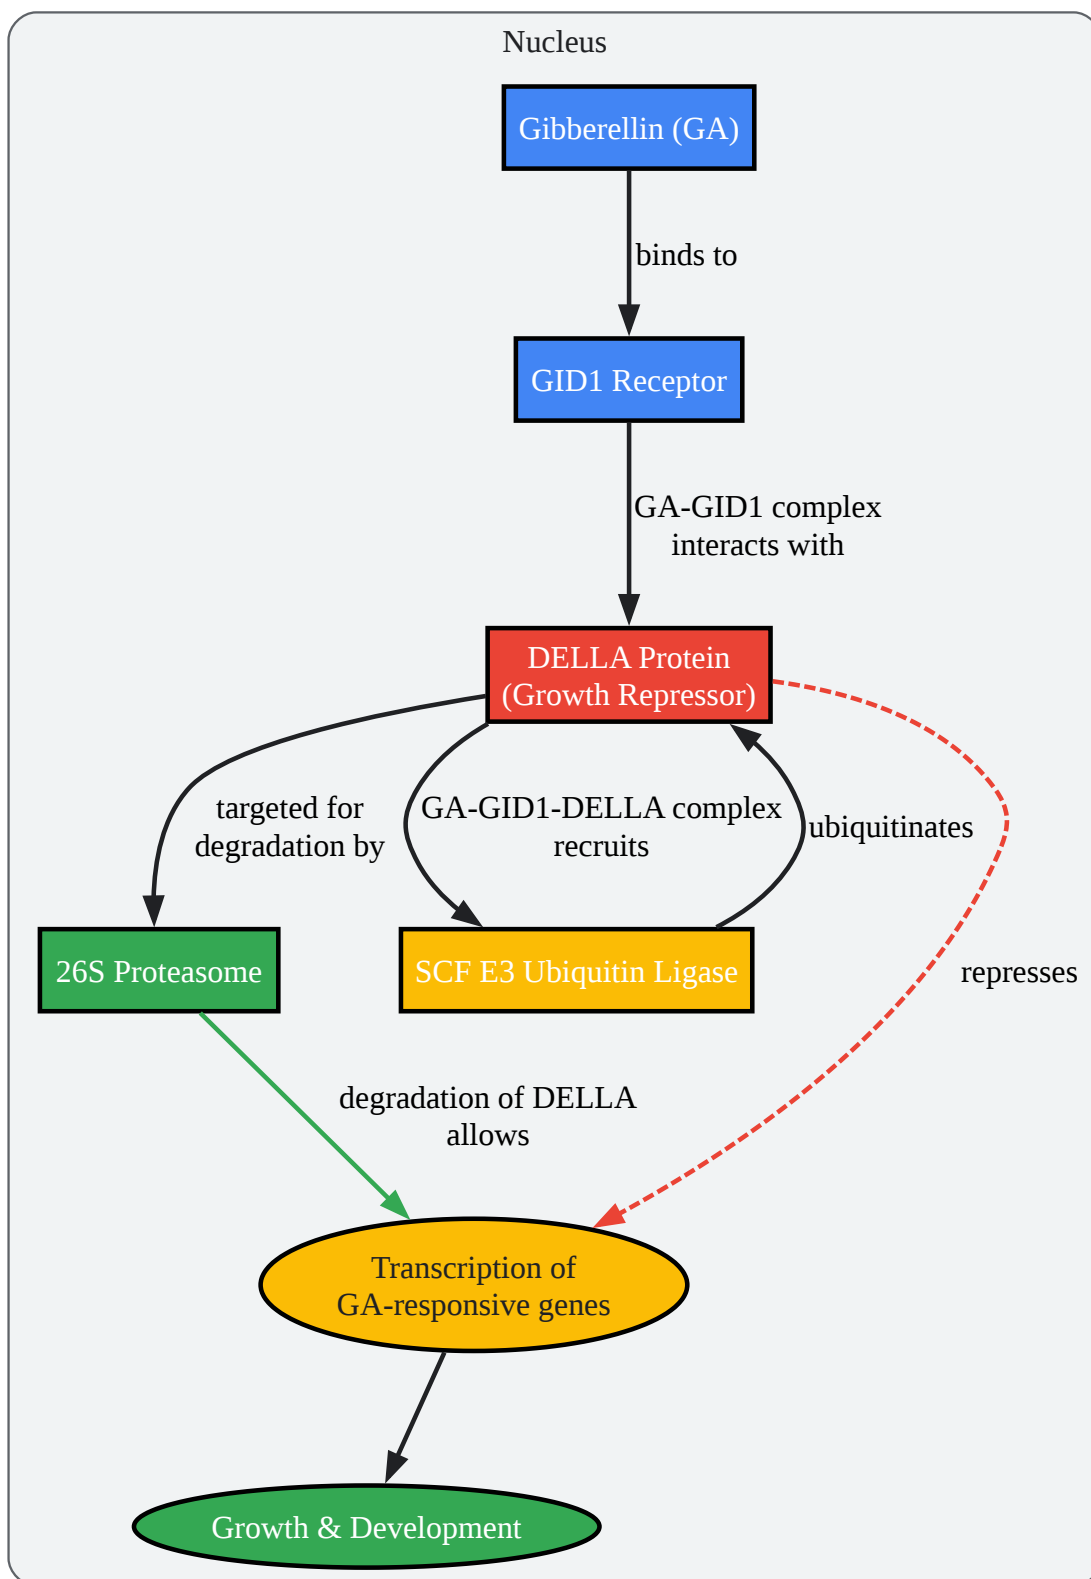 Nucleus
Gibberellin (GA)
binds to
GID1 Receptor
GA-GID1 complex
interacts with
DELLA Protein
(Growth Repressor)
targeted for
degradation by
GA-GID1-DELLA complex
recruits
ubiquitinates
26S Proteasome
SCF E3 Ubiquitin Ligase
represses
degradation of DELLA
allows
Transcription of
GA-responsive genes
Growth & Development